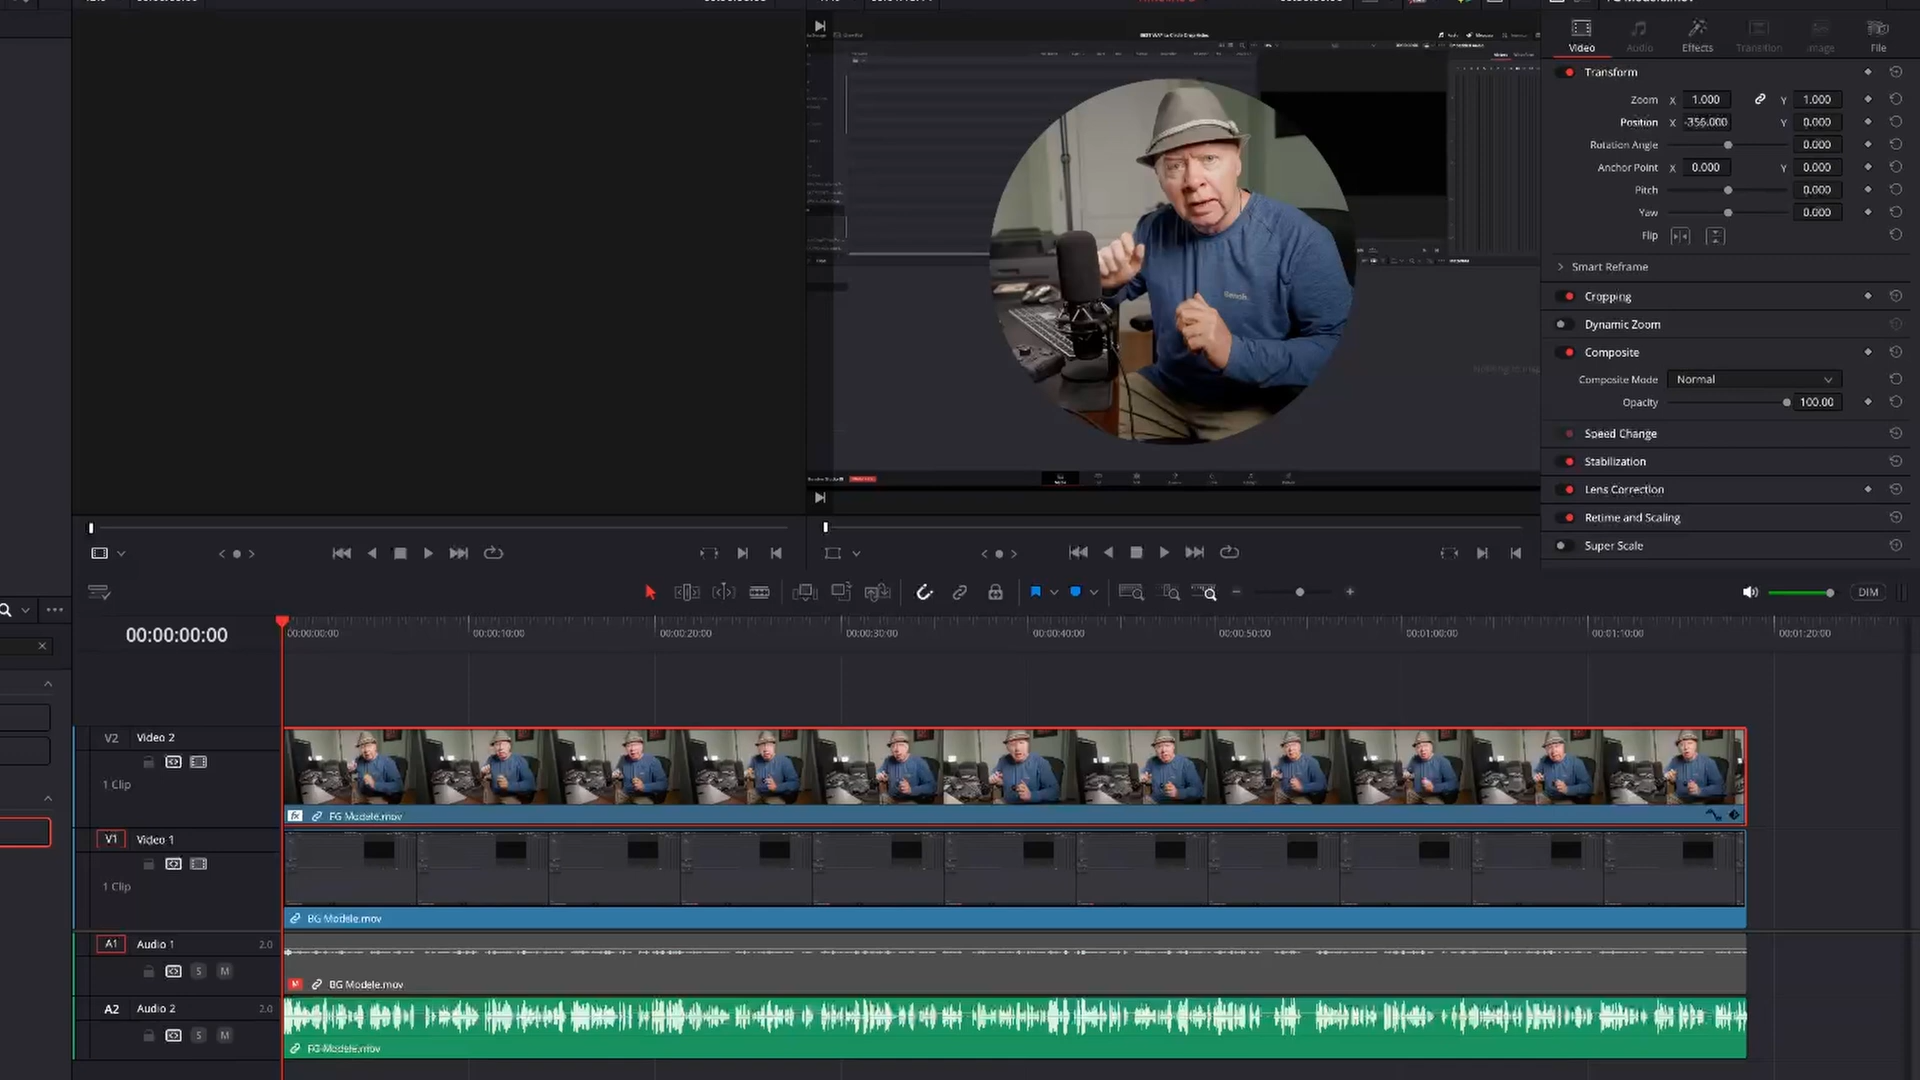 Video
Audio
Effects
Transition
Image
File
Transform
Zoom X 1.000 Y 1.000
Position X -356.000 Y 0.000
Rotation Angle 0.000
Anchor Point X 0.000 Y 0.000
Pitch 0.000
Yaw 0.000
Flip
Smart Reframe
Cropping
Dynamic Zoom
Composite
Composite Mode Normal
Opacity 100.00
Speed Change
Stabilization
Lens Correction
Retime and Scaling
Super Scale
DIM
00:00:00:00
00:00:00:00 00:00:10:00 00:00:20:00 00:00:30:00 00:00:40:00 00:00:50:00 00:01:00:00 00:01:10:00 00:01:20:00
V2 Video 2
1 Clip
FG Modele.mov
V1 Video 1
1 Clip
BG Modele.mov
A1 Audio 1 2.0
S M
M BG Modele.mov
A2 Audio 2 2.0
S M
FG Modele.mov